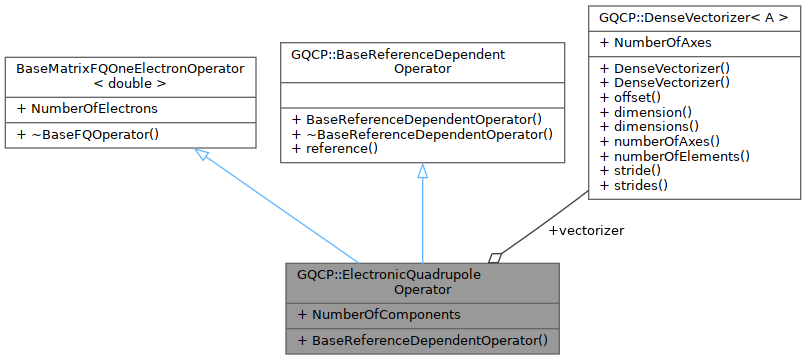 BaseMatrixFQOneElectronOperator
< double >
+ NumberOfElectrons
+ ~BaseFQOperator()
GQCP::BaseReferenceDependent
Operator
+ BaseReferenceDependentOperator()
+ ~BaseReferenceDependentOperator()
+ reference()
GQCP::DenseVectorizer< A >
+ NumberOfAxes
+ DenseVectorizer()
+ DenseVectorizer()
+ offset()
+ dimension()
+ dimensions()
+ numberOfAxes()
+ numberOfElements()
+ stride()
+ strides()
+vectorizer
GQCP::ElectronicQuadrupole
Operator
+ NumberOfComponents
+ BaseReferenceDependentOperator()